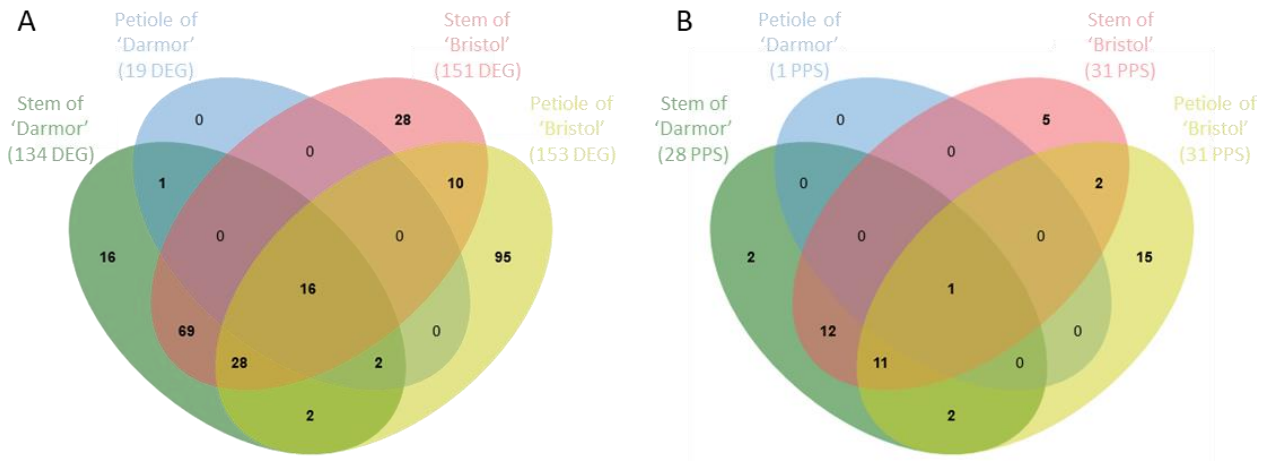 A
Petiole of
‘Darmor’
(19 DEG)
Stem of
‘Bristol’
(151 DEG)
Stem of
‘Darmor’
(134 DEG)
Petiole of
‘Bristol’
(153 DEG)
0
28
0
1
10
0
0
16
95
16
69
0
28
2
2
B
Petiole of
‘Darmor’
(1 PPS)
Stem of
‘Bristol’
(31 PPS)
Stem of
‘Darmor’
(28 PPS)
Petiole of
‘Bristol’
(31 PPS)
0
5
0
0
2
0
0
2
15
1
12
0
11
0
2